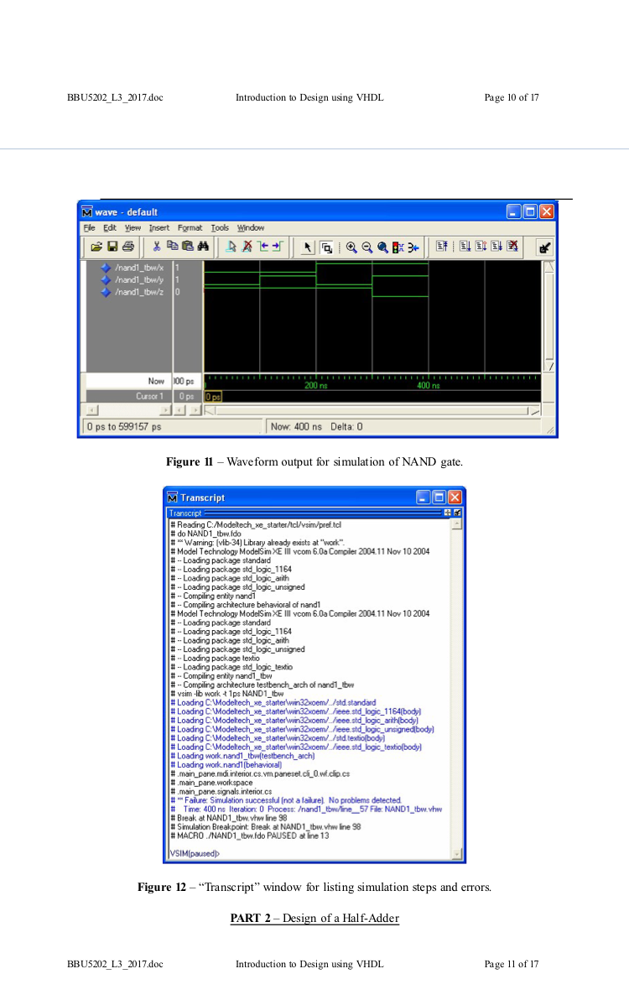 BBU5202_L3_2017.doc Introduction to Design using VHDL Page 10 of 17
wave - default
File Edit View Insert Format Tools Window
/nand1_tbw/x 1
/nand1_tbw/y 1
/nand1_tbw/z 0
Now 00 ps
200 ns 400 ns
Cursor 1 0 ps 0 ps
0 ps to 599157 ps Now: 400 ns Delta: 0
Figure 11 – Waveform output for simulation of NAND gate.
Transcript
Transcript
# Reading C:/Modeltech_xe_starter/tcl/vsim/pref.tcl
# do NAND1_tbw.fdo
# ** Warning: (vlib-34) Library already exists at "work".
# Model Technology ModelSim XE III vcom 6.0a Compiler 2004.11 Nov 10 2004
# -- Loading package standard
# -- Loading package std_logic_1164
# -- Loading package std_logic_arith
# -- Loading package std_logic_unsigned
# -- Compiling entity nand1
# -- Compiling architecture behavioral of nand1
# Model Technology ModelSim XE III vcom 6.0a Compiler 2004.11 Nov 10 2004
# -- Loading package standard
# -- Loading package std_logic_1164
# -- Loading package std_logic_arith
# -- Loading package std_logic_unsigned
# -- Loading package textio
# -- Loading package std_logic_textio
# -- Compiling entity nand1_tbw
# -- Compiling architecture testbench_arch of nand1_tbw
# vsim -lib work -t 1ps NAND1_tbw
# Loading C:\Modeltech_xe_starter\win32xoem/../std.standard
# Loading C:\Modeltech_xe_starter\win32xoem/../ieee.std_logic_1164(body)
# Loading C:\Modeltech_xe_starter\win32xoem/../ieee.std_logic_arith(body)
# Loading C:\Modeltech_xe_starter\win32xoem/../ieee.std_logic_unsigned(body)
# Loading C:\Modeltech_xe_starter\win32xoem/../std.textio(body)
# Loading C:\Modeltech_xe_starter\win32xoem/../ieee.std_logic_textio(body)
# Loading work.nand1_tbw(testbench_arch)
# Loading work.nand1(behavioral)
# .main_pane.mdi.interior.cs.vm.paneset.cli_0.wf.clip.cs
# .main_pane.workspace
# .main_pane.signals.interior.cs
# ** Failure: Simulation successful (not a failure). No problems detected.
# Time: 400 ns Iteration: 0 Process: /nand1_tbw/line__57 File: NAND1_tbw.vhw
# Break at NAND1_tbw.vhw line 98
# Simulation Breakpoint: Break at NAND1_tbw.vhw line 98
# MACRO ./NAND1_tbw.fdo PAUSED at line 13
VSIM(paused)>
Figure 12 – “Transcript” window for listing simulation steps and errors.
PART 2 – Design of a Half-Adder
BBU5202_L3_2017.doc Introduction to Design using VHDL Page 11 of 17